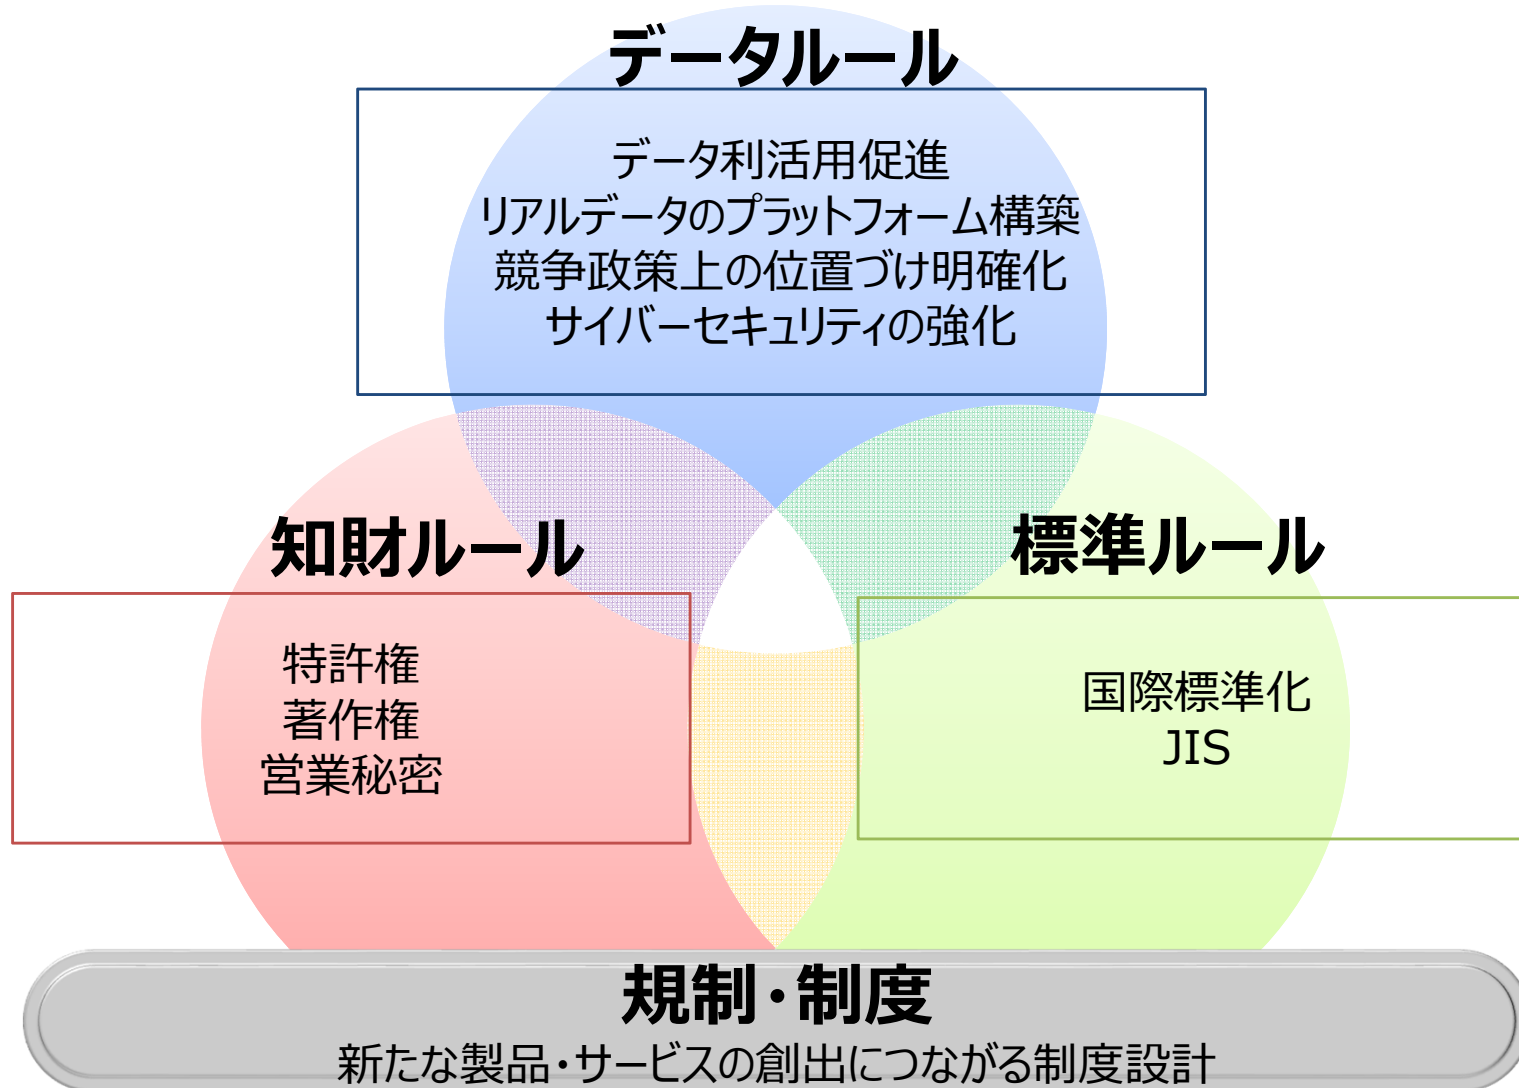 データルール
データ利活用促進
リアルデータのプラットフォーム構築
競争政策上の位置づけ明確化
サイバーセキュリティの強化
知財ルール
特許権
著作権
営業秘密
標準ルール
国際標準化
JIS
規制・制度
新たな製品・サービスの創出につながる制度設計